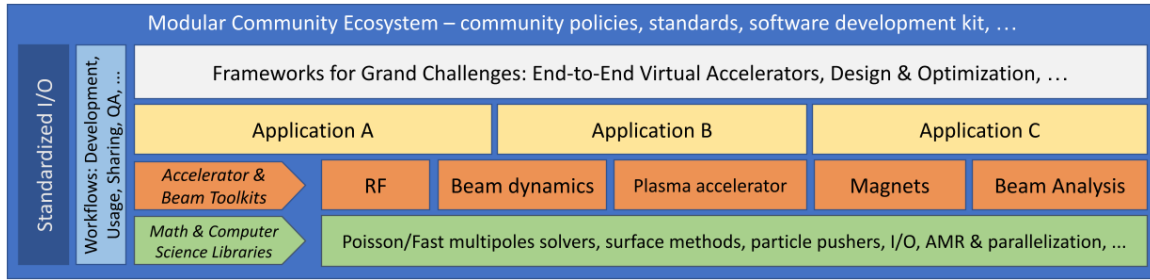 Modular Community Ecosystem – community policies, standards, software development kit, …
Standardized I/O
Workflows: Development,
Usage, Sharing, QA, ...
Frameworks for Grand Challenges: End-to-End Virtual Accelerators, Design & Optimization, …
Application A
Application B
Application C
Accelerator &
Beam Toolkits
RF
Beam dynamics
Plasma accelerator
Magnets
Beam Analysis
Math & Computer
Science Libraries
Poisson/Fast multipoles solvers, surface methods, particle pushers, I/O, AMR & parallelization, ...